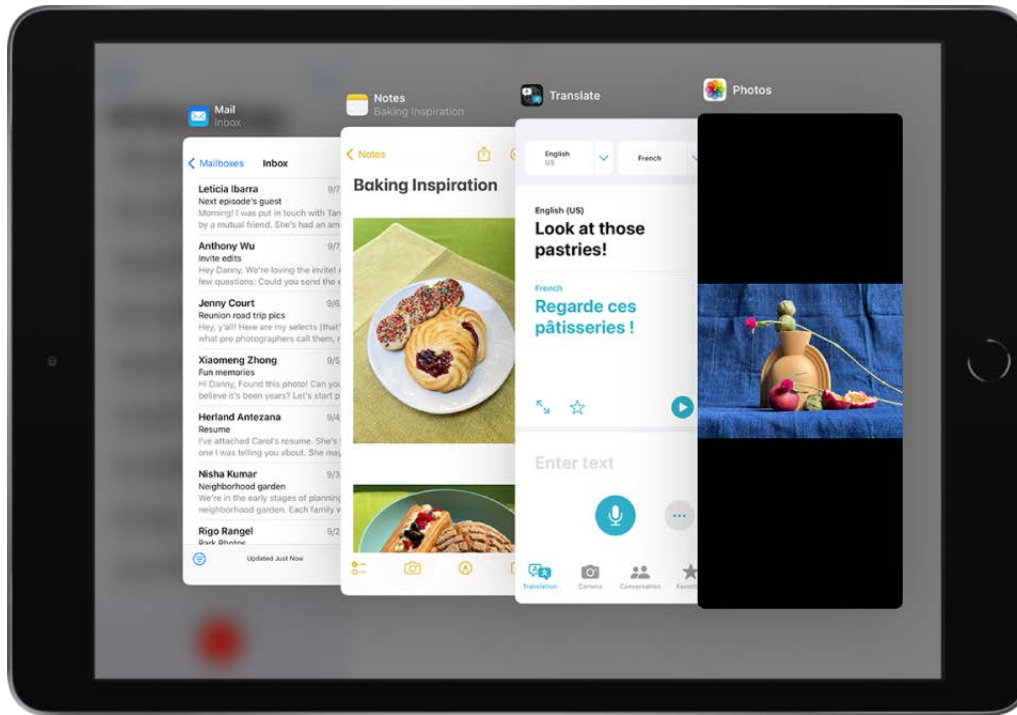 Mail
Inbox
Mailboxes
Inbox
Leticia Ibarra
9/7
Next episode's guest
Morning! I was put in touch with Tan
by a mutual friend. She's had an am
Anthony Wu
9/7
Invite edits
Hey Danny, We're loving the invite!
few questions: Could you send the
Jenny Court
9/6
Reunion road trip pics
Hey, y'all! Here are my selects (that'
what pro photographers call them,
Xiaomeng Zhong
9/5
Fun memories
Hi Danny, Found this photo! Can you
believe it's been years? Let's start
Herland Antezana
9/4
Resume
I've attached Carol's resume. She's
one I was telling you about. She may
Nisha Kumar
9/3
Neighborhood garden
We're in the early stages of planning
neighborhood garden. Each family
Rigo Rangel
9/2
Park Photos
Updated Just Now
Notes
Baking Inspiration
Notes
Baking Inspiration
Translate
English
US
French
English (US)
Look at those
pastries!
French
Regarde ces
pâtisseries !
Enter text
Translation
Camera
Conversation
Photos